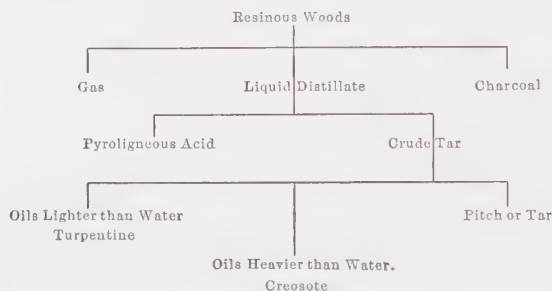 Resinous Woods
Gas Liquid Distillate Charcoal
Pyroligneous Acid Crude Tar
Oils Lighter than Water
Turpentine
Pitch or Tar
Oils Heavier than Water.
Creosote